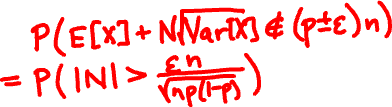 P(E[X] + N√Var[X] ∉ (p±ε)n)
= P(|N| > εn/√np(1-p))